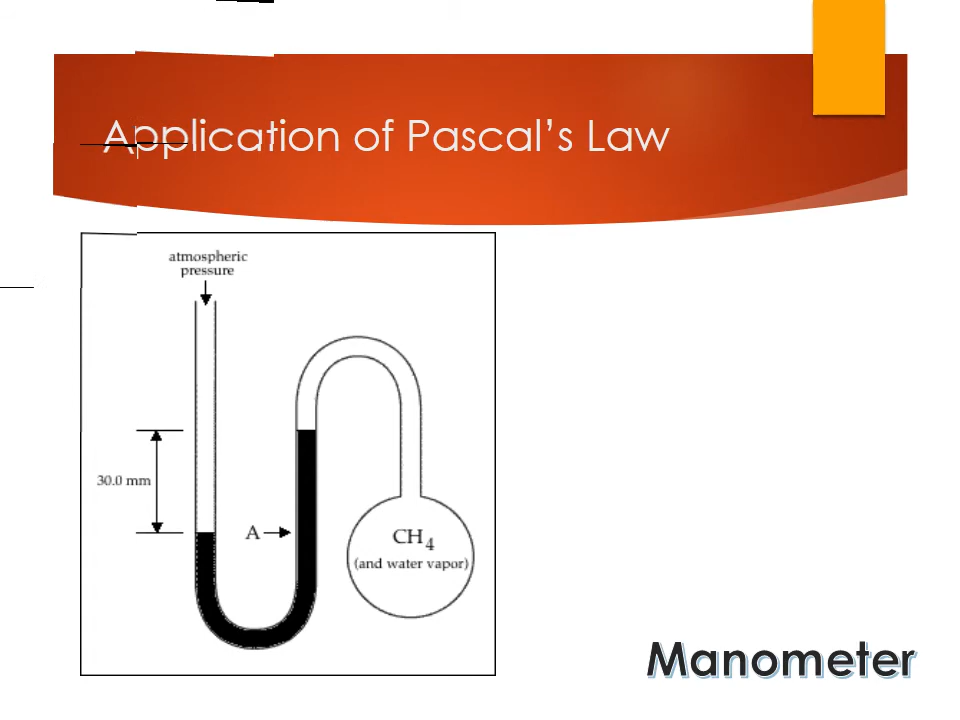 Application of Pascal's Law
atmospheric
pressure
30.0 mm
A
CH4
(and water vapor)
Manometer